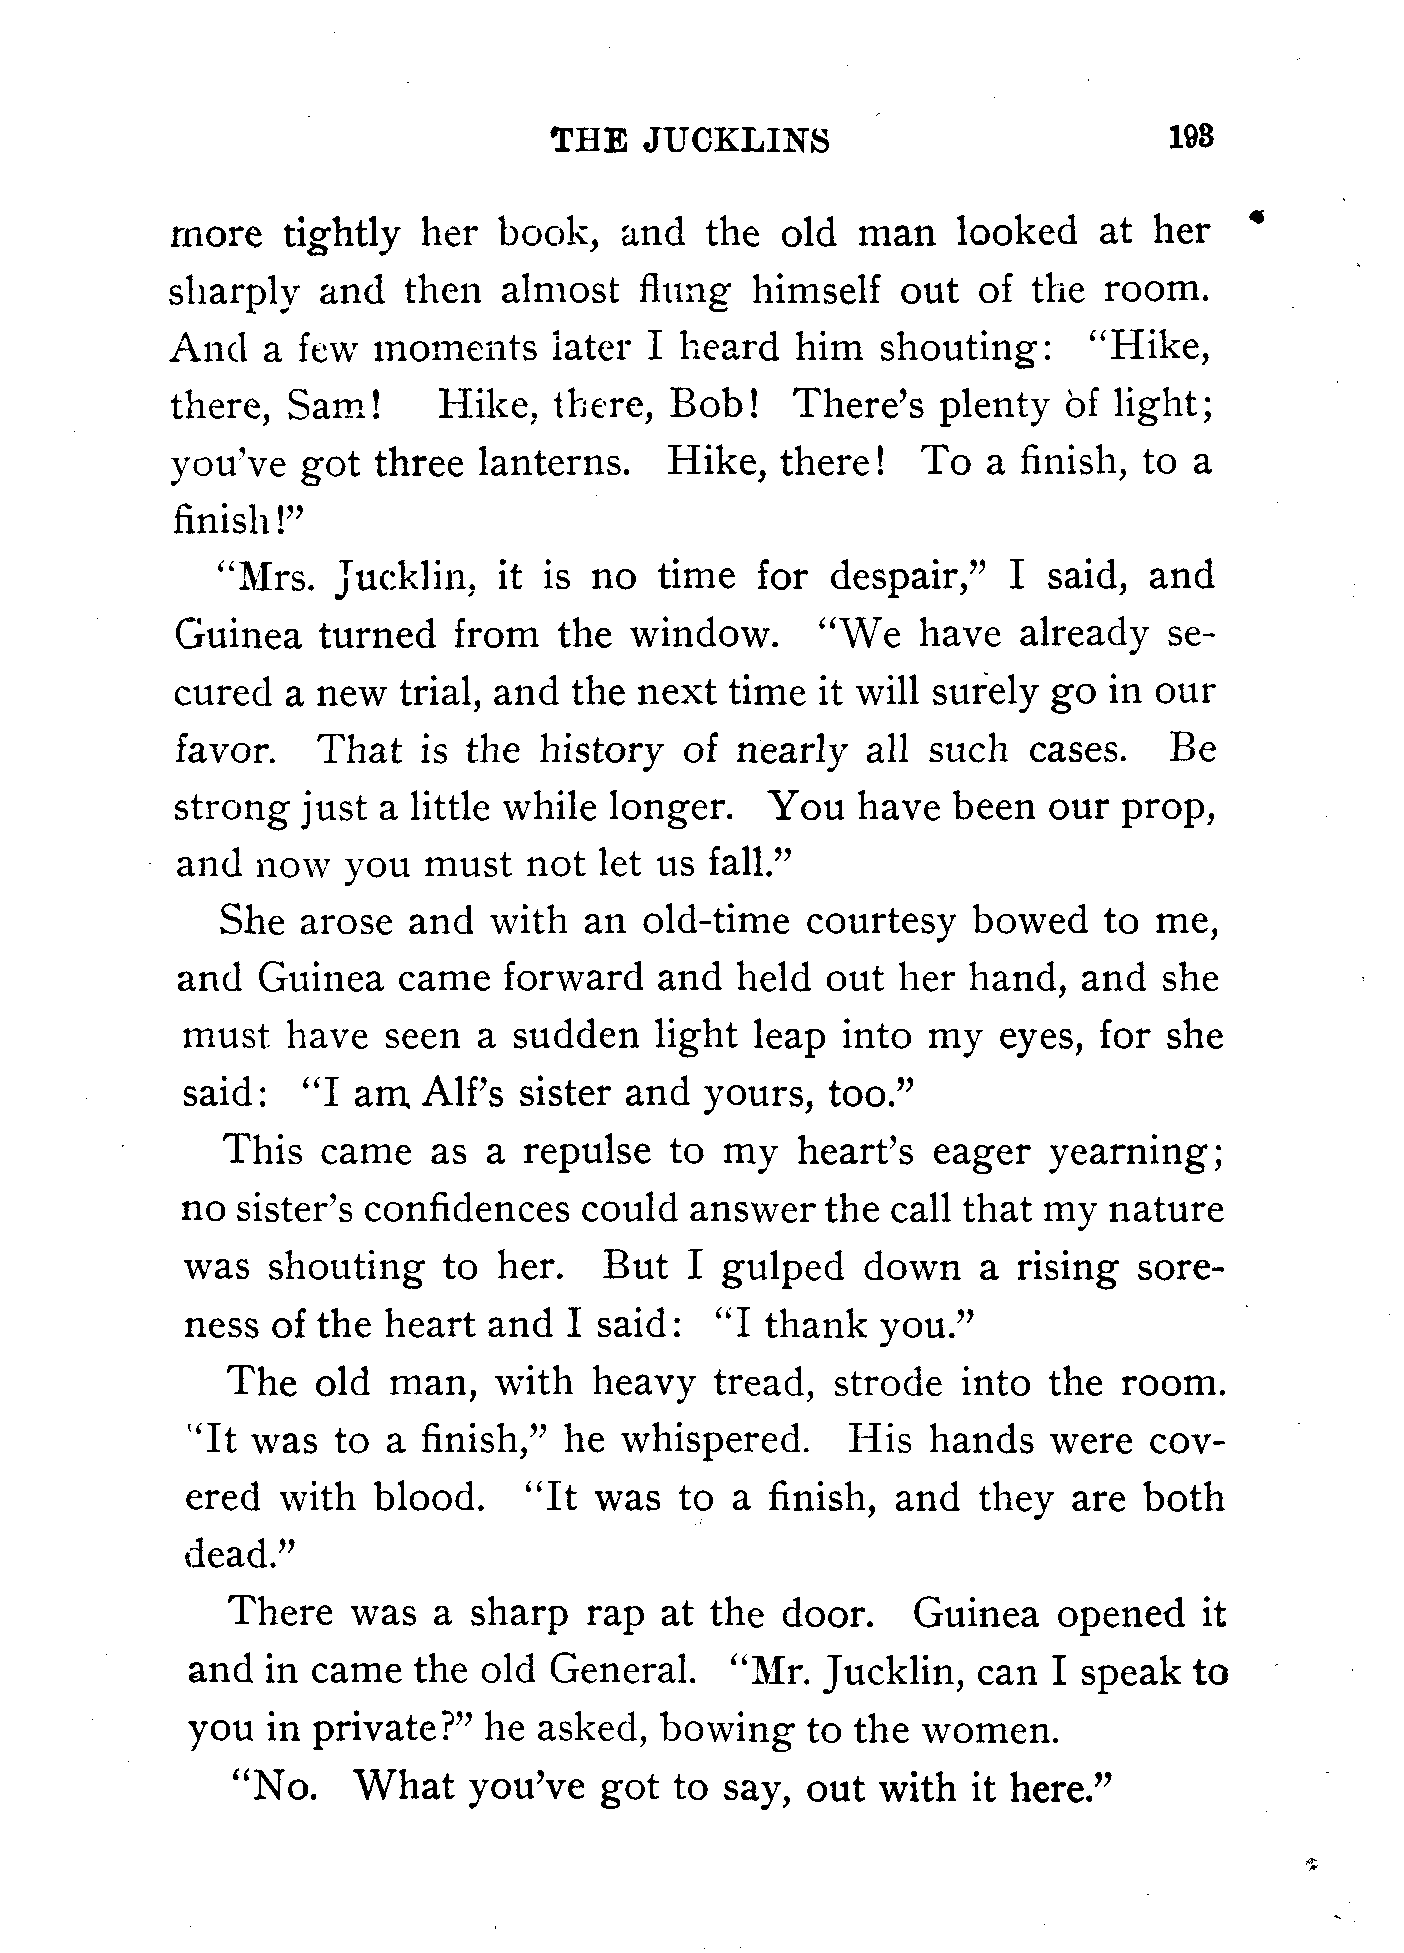 THE JUCKLINS 193
more tightly her book, and the old man looked at her
sharply and then almost flung himself out of the room.
And a few moments later I heard him shouting: “Hike,
there, Sam! Hike, there, Bob! There’s plenty of light;
you’ve got three lanterns. Hike, there! To a finish, to a
finish!”
“Mrs. Jucklin, it is no time for despair,” I said, and
Guinea turned from the window. “We have already se-
cured a new trial, and the next time it will surely go in our
favor. That is the history of nearly all such cases. Be
strong just a little while longer. You have been our prop,
and now you must not let us fall.”
She arose and with an old-time courtesy bowed to me,
and Guinea came forward and held out her hand, and she
must have seen a sudden light leap into my eyes, for she
said: “I am Alf’s sister and yours, too.”
This came as a repulse to my heart’s eager yearning;
no sister’s confidences could answer the call that my nature
was shouting to her. But I gulped down a rising sore-
ness of the heart and I said: “I thank you.”
The old man, with heavy tread, strode into the room.
“It was to a finish,” he whispered. His hands were cov-
ered with blood. “It was to a finish, and they are both
dead.”
There was a sharp rap at the door. Guinea opened it
and in came the old General. “Mr. Jucklin, can I speak to
you in private?” he asked, bowing to the women.
“No. What you’ve got to say, out with it here.”